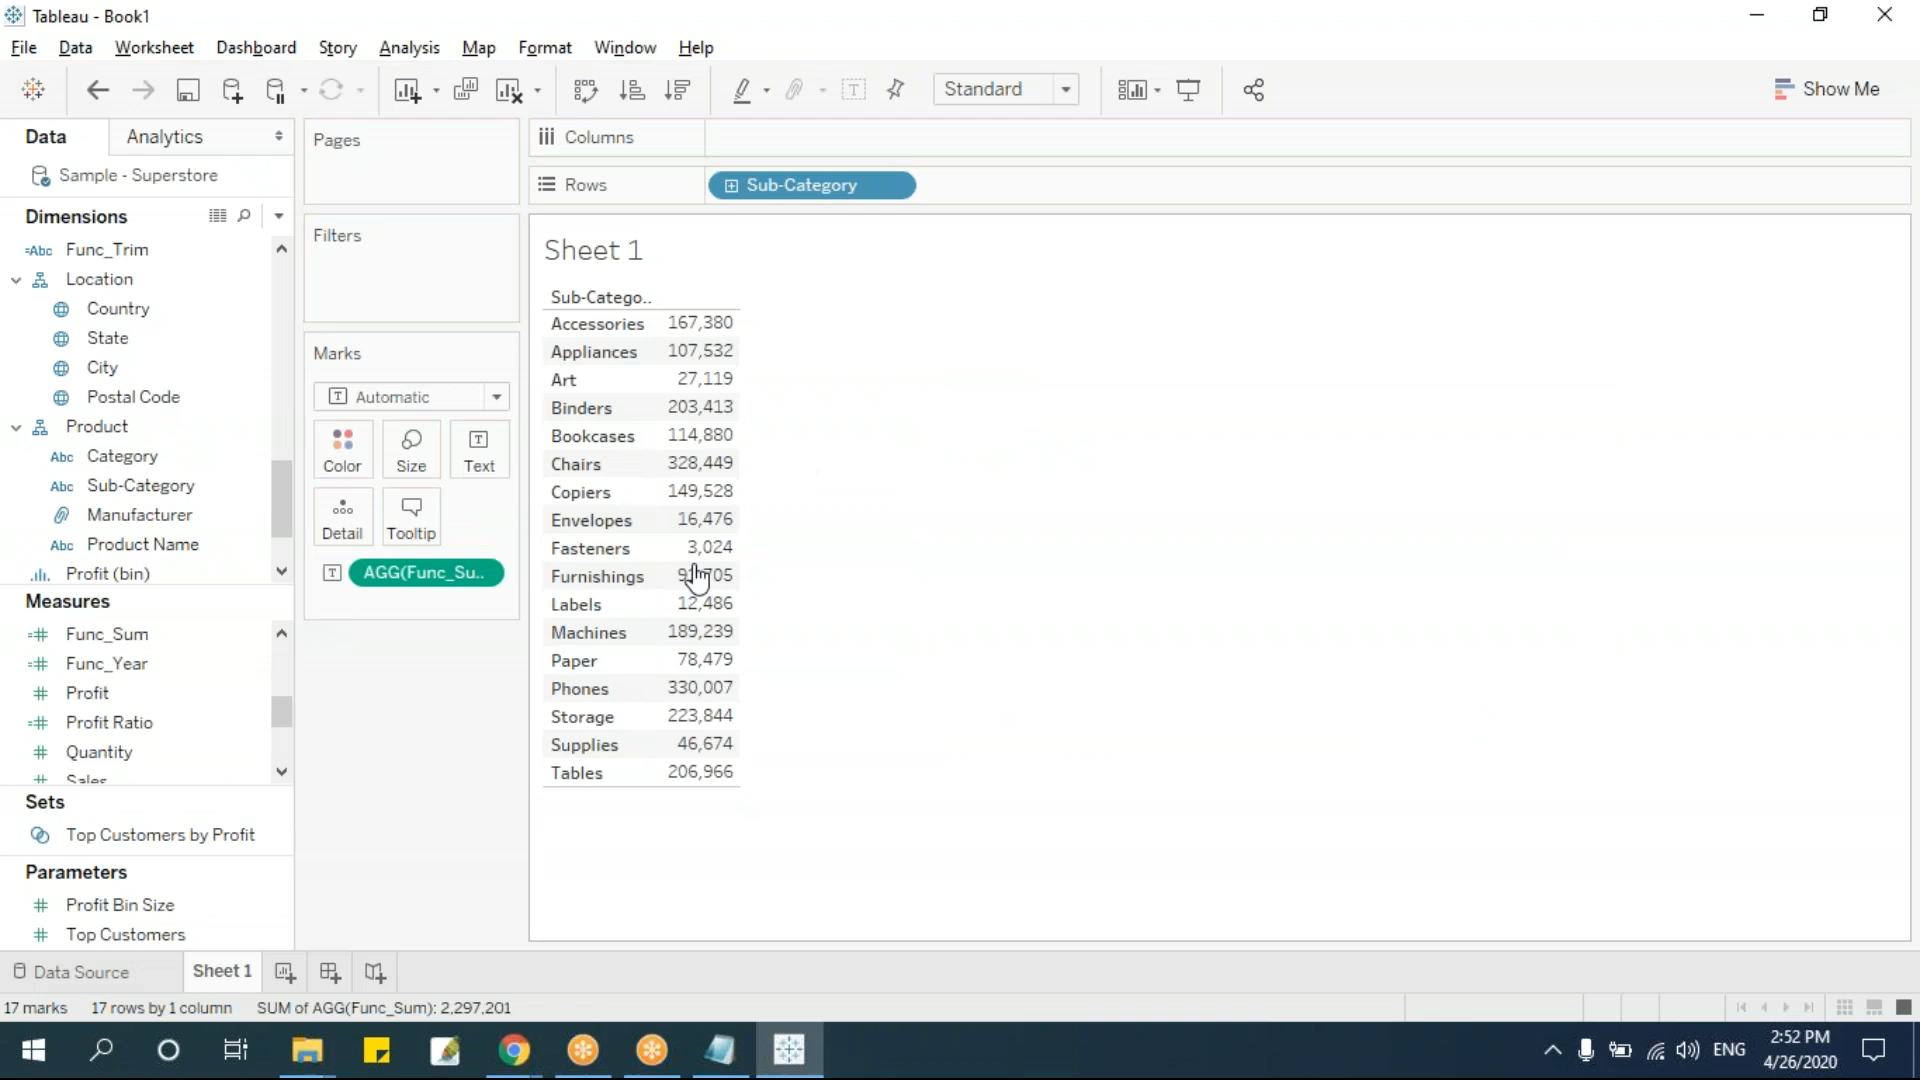 Tableau - Book1
File Data Worksheet Dashboard Story Analysis Map Format Window Help
Standard
Show Me
Data Analytics
Sample - Superstore
Dimensions
=Abc Func_Trim
Location
Country
State
City
Postal Code
Product
Abc Category
Abc Sub-Category
Manufacturer
Abc Product Name
Profit (bin)
Measures
=# Func_Sum
=# Func_Year
# Profit
=# Profit Ratio
# Quantity
# Sales
Sets
Top Customers by Profit
Parameters
# Profit Bin Size
# Top Customers
Pages
Filters
Marks
T Automatic
Color Size Text
Detail Tooltip
T AGG(Func_Su..
Columns
Rows Sub-Category
Sheet 1
Sub-Catego..
Accessories 167,380
Appliances 107,532
Art 27,119
Binders 203,413
Bookcases 114,880
Chairs 328,449
Copiers 149,528
Envelopes 16,476
Fasteners 3,024
Furnishings
Labels 12,486
Machines 189,239
Paper 78,479
Phones 330,007
Storage 223,844
Supplies 46,674
Tables 206,966
Data Source Sheet 1
17 marks 17 rows by 1 column SUM of AGG(Func_Sum): 2,297,201
ENG
2:52 PM
4/26/2020